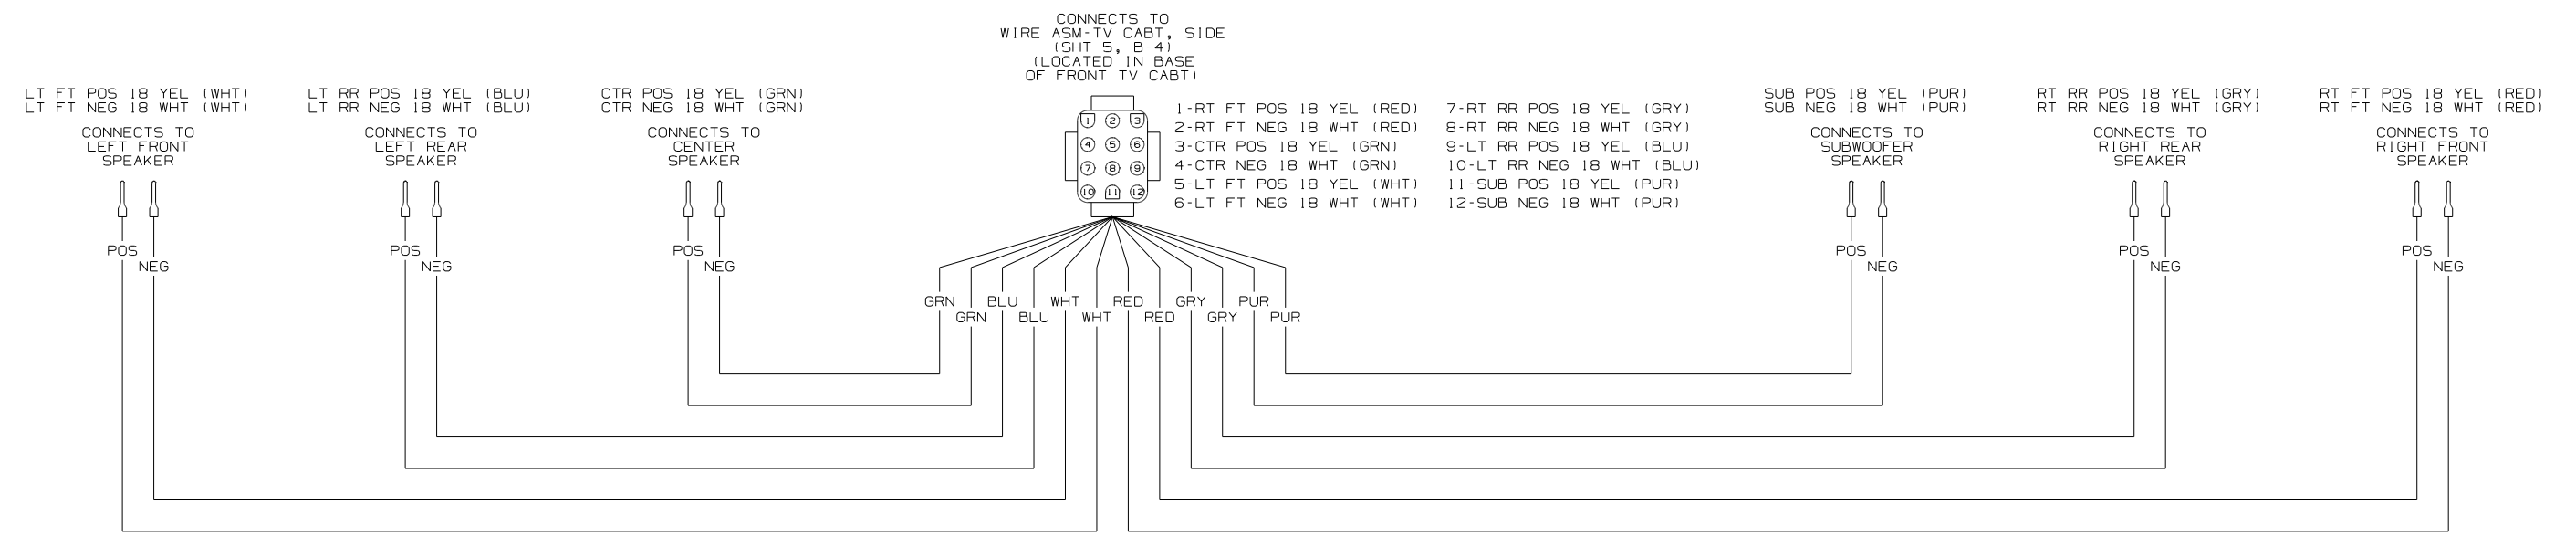 CONNECTS TO
WIRE ASM-TV CABT, SIDE
(SHT 5, B-4)
(LOCATED IN BASE
OF FRONT TV CABT)
LT FT POS 18 YEL (WHT)
LT FT NEG 18 WHT (WHT)
CONNECTS TO
LEFT FRONT
SPEAKER
POS
NEG
LT RR POS 18 YEL (BLU)
LT RR NEG 18 WHT (BLU)
CONNECTS TO
LEFT REAR
SPEAKER
POS
NEG
CTR POS 18 YEL (GRN)
CTR NEG 18 WHT (GRN)
CONNECTS TO
CENTER
SPEAKER
POS
NEG
1 2 3
4 5 6
7 8 9
10 11 12
1-RT FT POS 18 YEL (RED)
2-RT FT NEG 18 WHT (RED)
3-CTR POS 18 YEL (GRN)
4-CTR NEG 18 WHT (GRN)
5-LT FT POS 18 YEL (WHT)
6-LT FT NEG 18 WHT (WHT)
7-RT RR POS 18 YEL (GRY)
8-RT RR NEG 18 WHT (GRY)
9-LT RR POS 18 YEL (BLU)
10-LT RR NEG 18 WHT (BLU)
11-SUB POS 18 YEL (PUR)
12-SUB NEG 18 WHT (PUR)
SUB POS 18 YEL (PUR)
SUB NEG 18 WHT (PUR)
CONNECTS TO
SUBWOOFER
SPEAKER
POS
NEG
RT RR POS 18 YEL (GRY)
RT RR NEG 18 WHT (GRY)
CONNECTS TO
RIGHT REAR
SPEAKER
POS
NEG
RT FT POS 18 YEL (RED)
RT FT NEG 18 WHT (RED)
CONNECTS TO
RIGHT FRONT
SPEAKER
POS
NEG
GRN BLU WHT RED GRY PUR
GRN BLU WHT RED GRY PUR